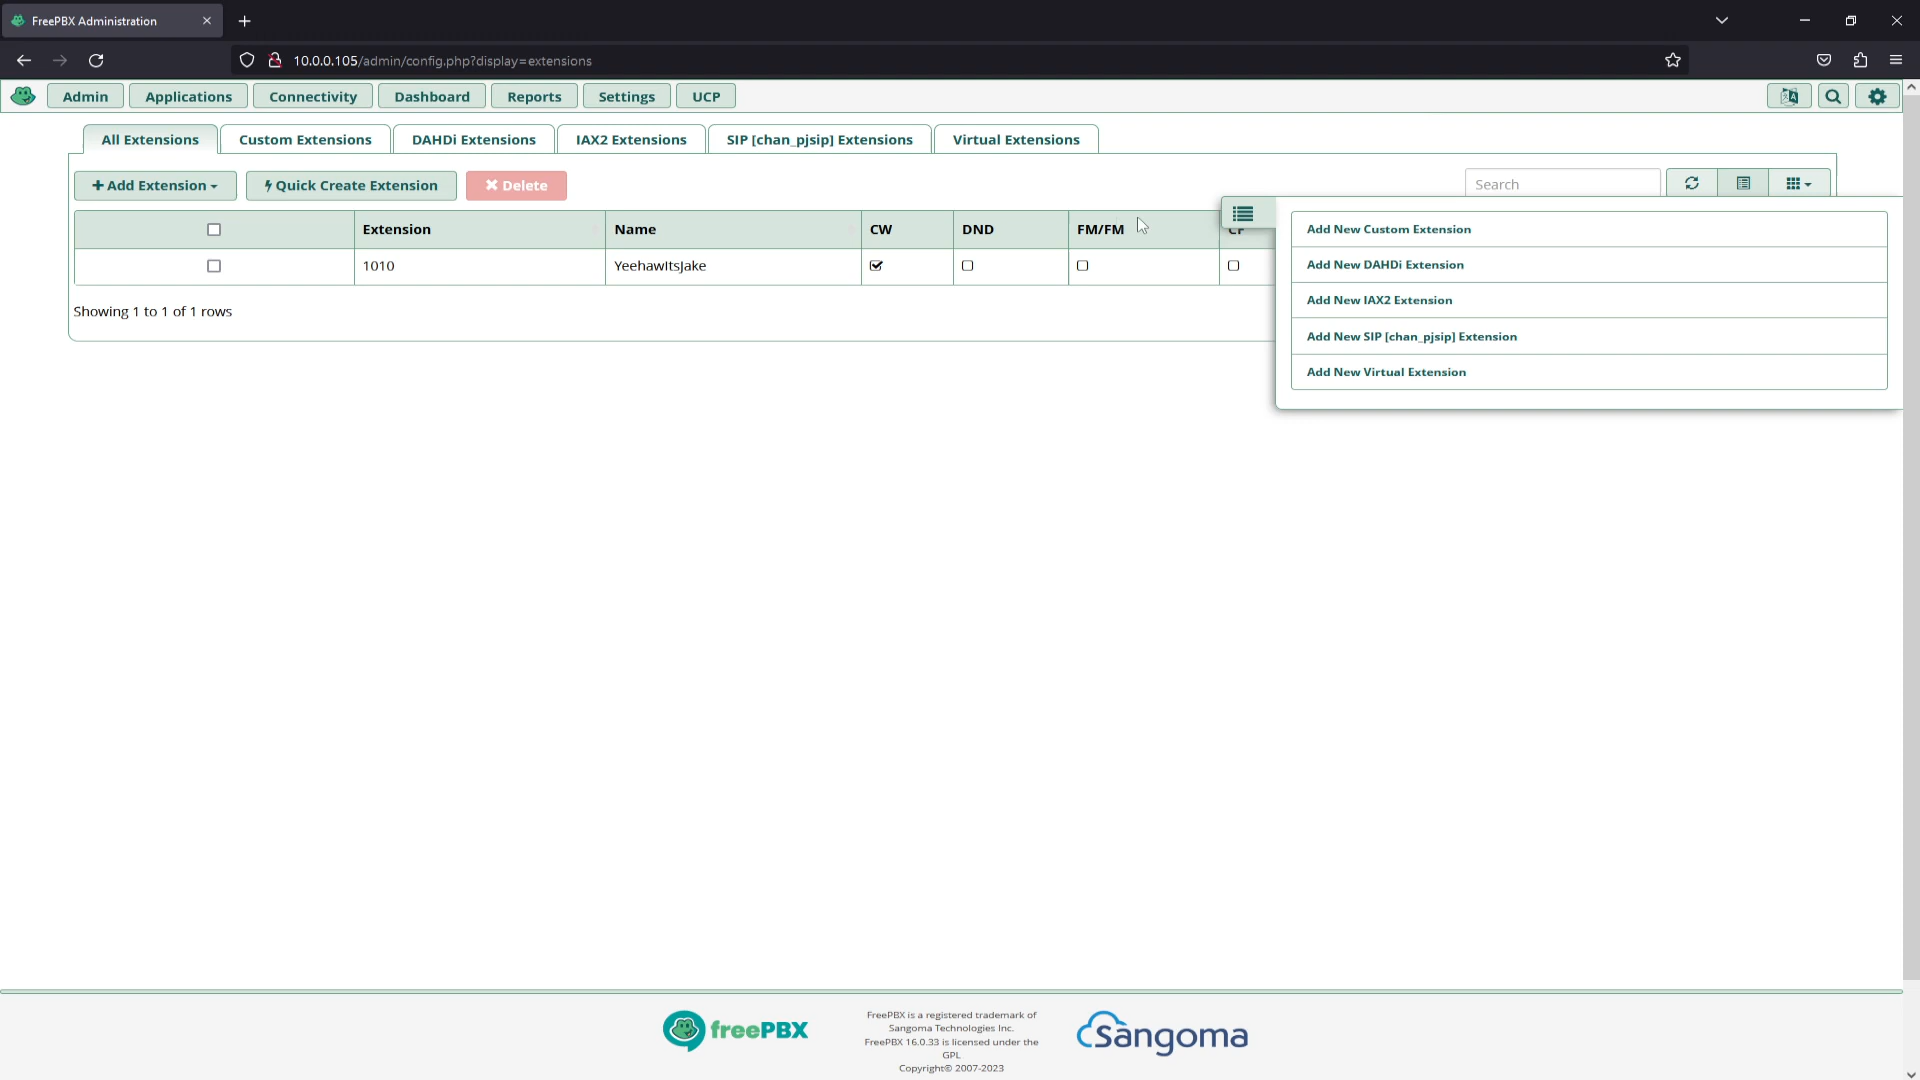 FreePBX Administration
10.0.0.105/admin/config.php?display=extensions
Admin
Applications
Connectivity
Dashboard
Reports
Settings
UCP
All Extensions
Custom Extensions
DAHDi Extensions
IAX2 Extensions
SIP [chan_pjsip] Extensions
Virtual Extensions
+ Add Extension
Quick Create Extension
Delete
Search
Extension
Name
CW
DND
FM/FM
CF
1010
YeehawItsJake
Showing 1 to 1 of 1 rows
Add New Custom Extension
Add New DAHDi Extension
Add New IAX2 Extension
Add New SIP [chan_pjsip] Extension
Add New Virtual Extension
freePBX
FreePBX is a registered trademark of
Sangoma Technologies Inc.
FreePBX 16.0.33 is licensed under the
GPL
Copyright© 2007-2023
Sangoma